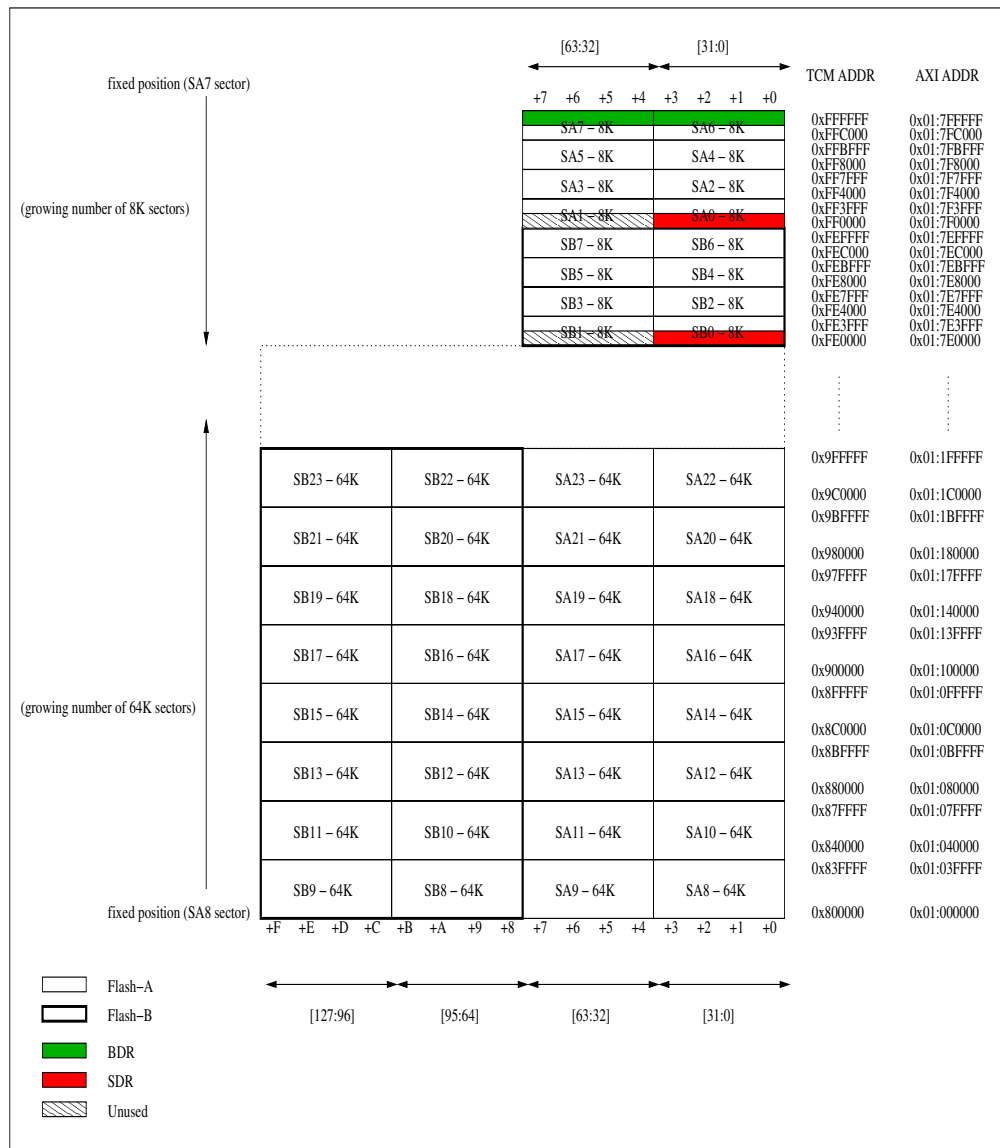 [63:32] [31:0]
fixed position (SA7 sector) TCM ADDR AXI ADDR
+7 +6 +5 +4 +3 +2 +1 +0
0xFFFFFF 0x01:7FFFFF
SA7 – 8K SA6 – 8K 0xFFC000 0x01:7FC000
0xFFBFFF 0x01:7FBFFF
SA5 – 8K SA4 – 8K 0xFF8000 0x01:7F8000
0xFF7FFF 0x01:7F7FFF
SA3 – 8K SA2 – 8K 0xFF4000 0x01:7F4000
(growing number of 8K sectors) 0xFF3FFF 0x01:7F3FFF
SA1 – 8K SA0 – 8K 0xFF0000 0x01:7F0000
0xFEFFFF 0x01:7EFFFF
SB7 – 8K SB6 – 8K 0xFEC000 0x01:7EC000
0xFEBFFF 0x01:7EBFFF
SB5 – 8K SB4 – 8K 0xFE8000 0x01:7E8000
0xFE7FFF 0x01:7E7FFF
SB3 – 8K SB2 – 8K 0xFE4000 0x01:7E4000
0xFE3FFF 0x01:7E3FFF
SB1 – 8K SB0 – 8K 0xFE0000 0x01:7E0000
0x9FFFFF 0x01:1FFFFF
SB23 – 64K SB22 – 64K SA23 – 64K SA22 – 64K
0x9C0000 0x01:1C0000
0x9BFFFF 0x01:1BFFFF
SB21 – 64K SB20 – 64K SA21 – 64K SA20 – 64K
0x980000 0x01:180000
0x97FFFF 0x01:17FFFF
SB19 – 64K SB18 – 64K SA19 – 64K SA18 – 64K
0x940000 0x01:140000
0x93FFFF 0x01:13FFFF
SB17 – 64K SB16 – 64K SA17 – 64K SA16 – 64K
0x900000 0x01:100000
0x8FFFFF 0x01:0FFFFF
(growing number of 64K sectors) SB15 – 64K SB14 – 64K SA15 – 64K SA14 – 64K
0x8C0000 0x01:0C0000
0x8BFFFF 0x01:0BFFFF
SB13 – 64K SB12 – 64K SA13 – 64K SA12 – 64K
0x880000 0x01:080000
0x87FFFF 0x01:07FFFF
SB11 – 64K SB10 – 64K SA11 – 64K SA10 – 64K
0x840000 0x01:040000
0x83FFFF 0x01:03FFFF
SB9 – 64K SB8 – 64K SA9 – 64K SA8 – 64K
fixed position (SA8 sector) 0x800000 0x01:000000
+F +E +D +C +B +A +9 +8 +7 +6 +5 +4 +3 +2 +1 +0
Flash–A
Flash–B [127:96] [95:64] [63:32] [31:0]
BDR
SDR
Unused